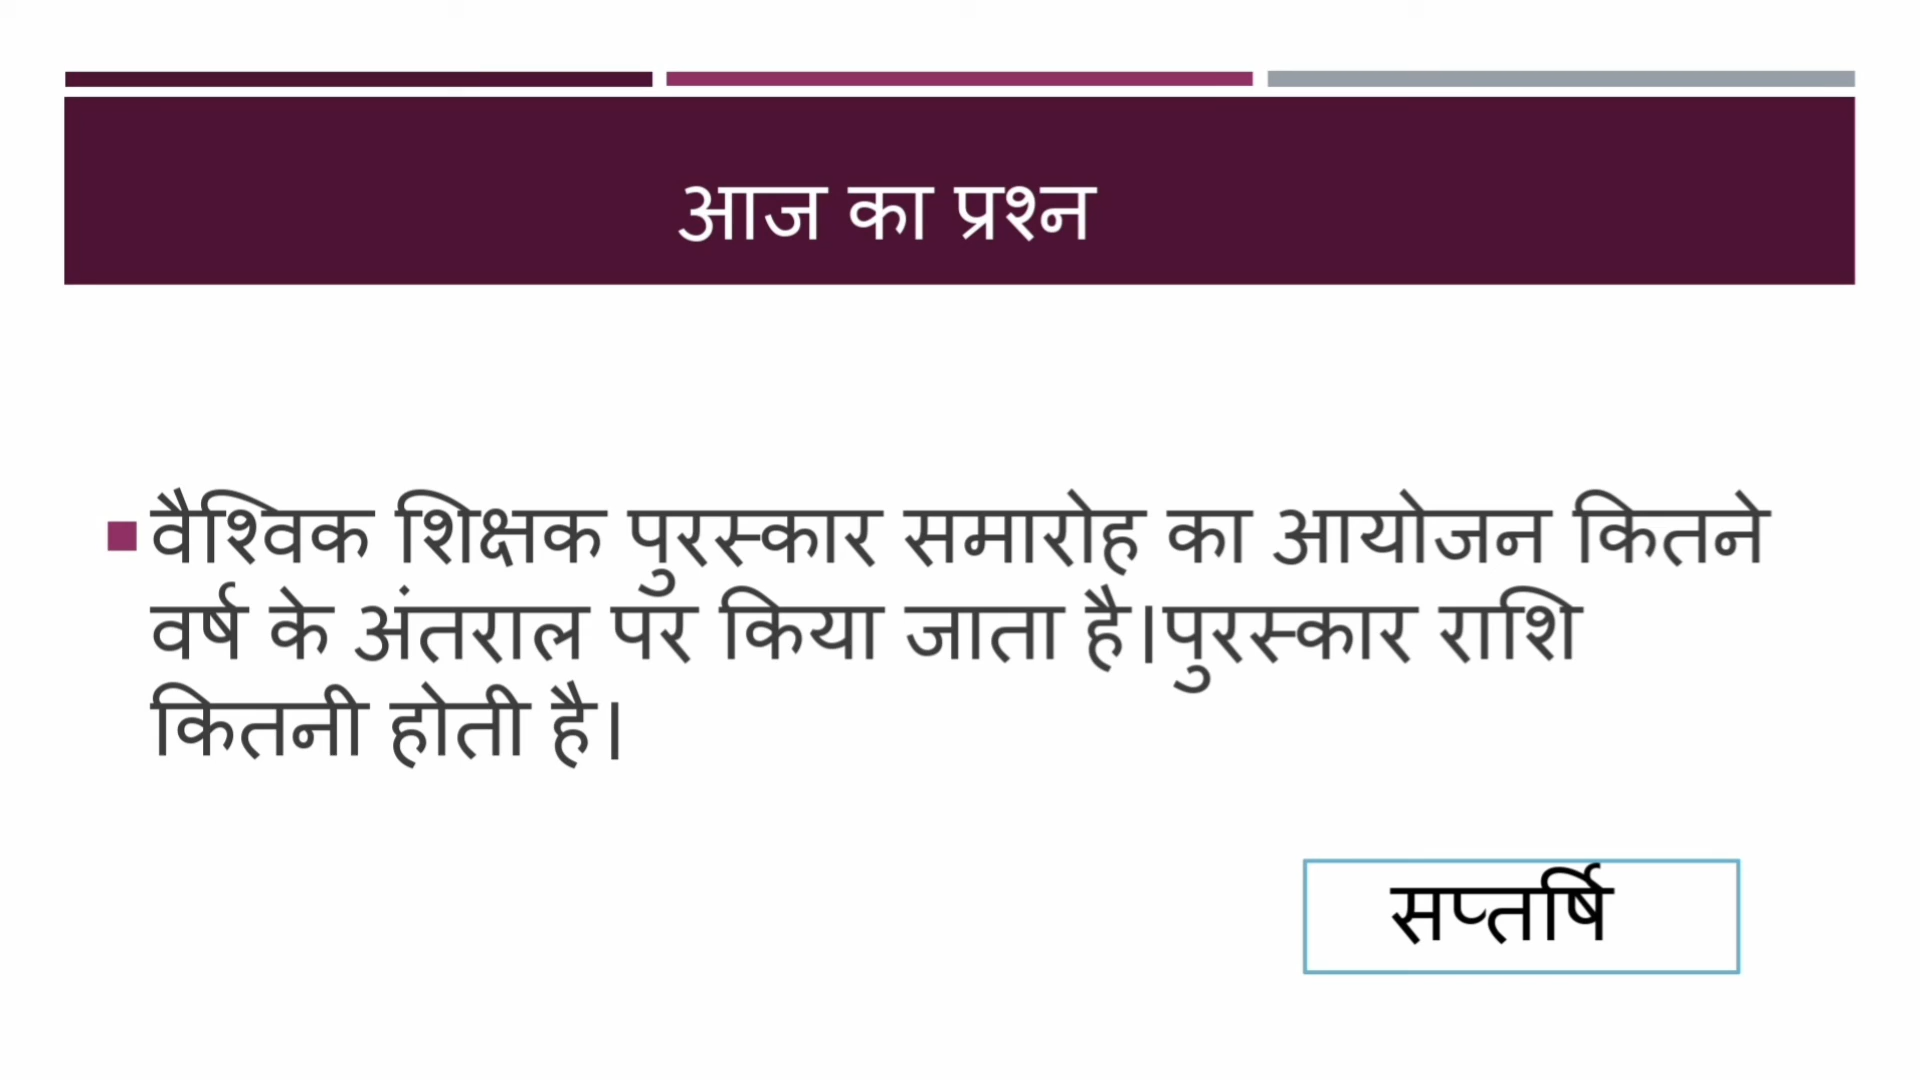 आज का प्रश्न
वैश्विक शिक्षक पुरस्कार समारोह का आयोजन कितने
वर्ष के अंतराल पर किया जाता है।पुरस्कार राशि
कितनी होती है।
सप्तर्षि